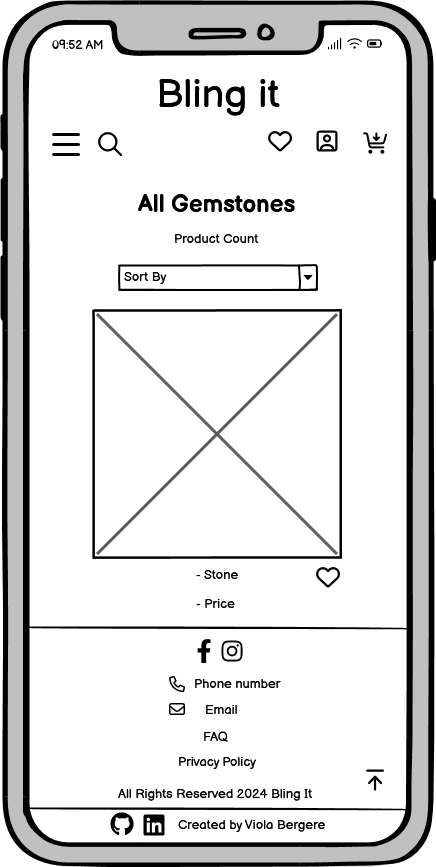 09:52 AM
Bling it
All Gemstones
Product Count
Sort By
- Stone
- Price
Phone number
Email
FAQ
Privacy Policy
All Rights Reserved 2024 Bling It
Created by Viola Bergere